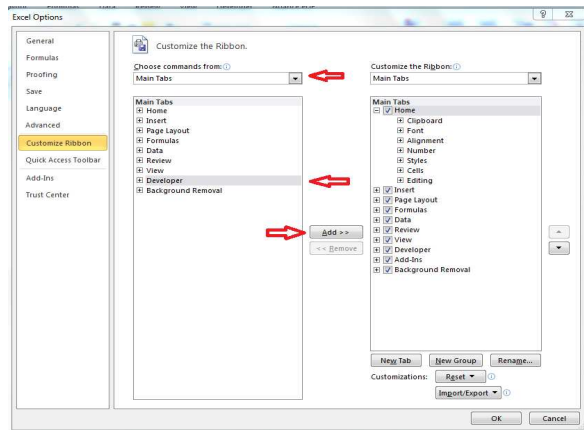 Excel Options
General
Formulas
Proofing
Save
Language
Advanced
Customize Ribbon
Quick Access Toolbar
Add-Ins
Trust Center
Customize the Ribbon.
Choose commands from:
Main Tabs
Main Tabs
Home
Insert
Page Layout
Formulas
Data
Review
View
Developer
Background Removal
Add >>
<< Remove
Customize the Ribbon:
Main Tabs
Main Tabs
Home
Clipboard
Font
Alignment
Number
Styles
Cells
Editing
Insert
Page Layout
Formulas
Data
Review
View
Developer
Add-Ins
Background Removal
New Tab
New Group
Rename...
Customizations:
Reset
Import/Export
OK
Cancel